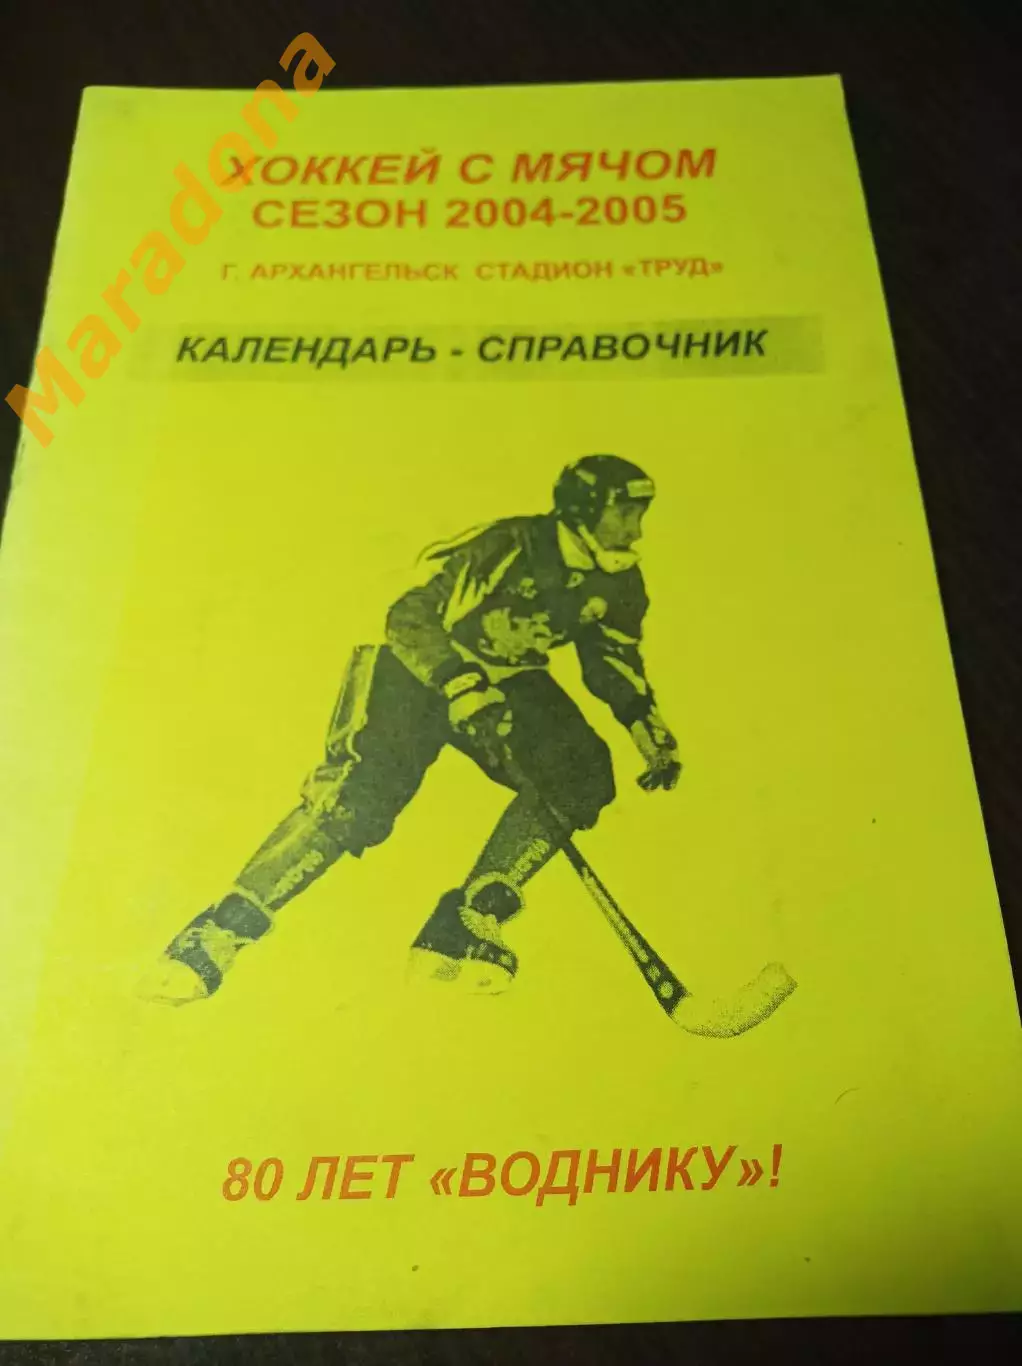 ХОККЕЙ С МЯЧОМ
СЕЗОН 2004-2005
Г. АРХАНГЕЛЬСК СТАДИОН «ТРУД»
КАЛЕНДАРЬ - СПРАВОЧНИК
80 ЛЕТ «ВОДНИКУ»!
Maradona